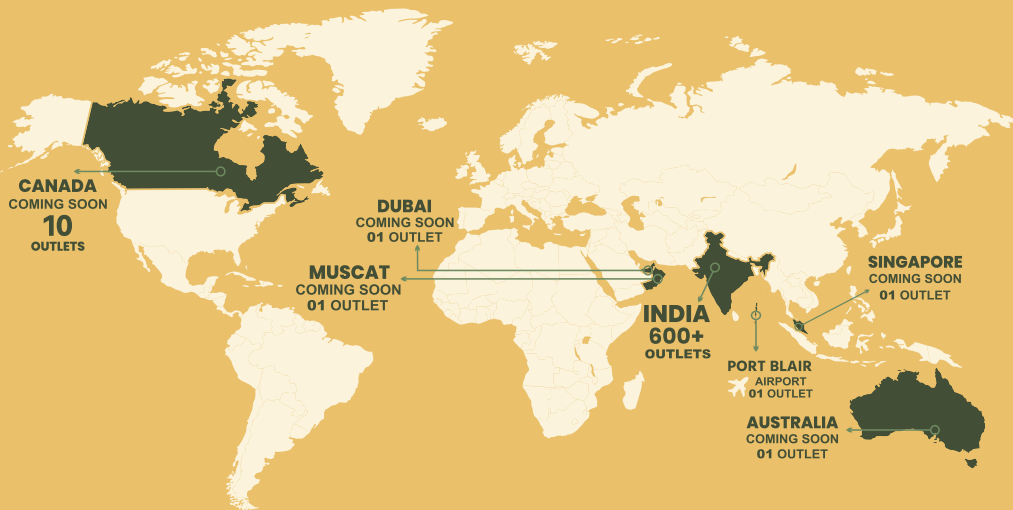 CANADA
COMING SOON
10
OUTLETS
DUBAI
COMING SOON
01 OUTLET
MUSCAT
COMING SOON
01 OUTLET
INDIA
600+
OUTLETS
SINGAPORE
COMING SOON
01 OUTLET
PORT BLAIR
AIRPORT
01 OUTLET
AUSTRALIA
COMING SOON
01 OUTLET